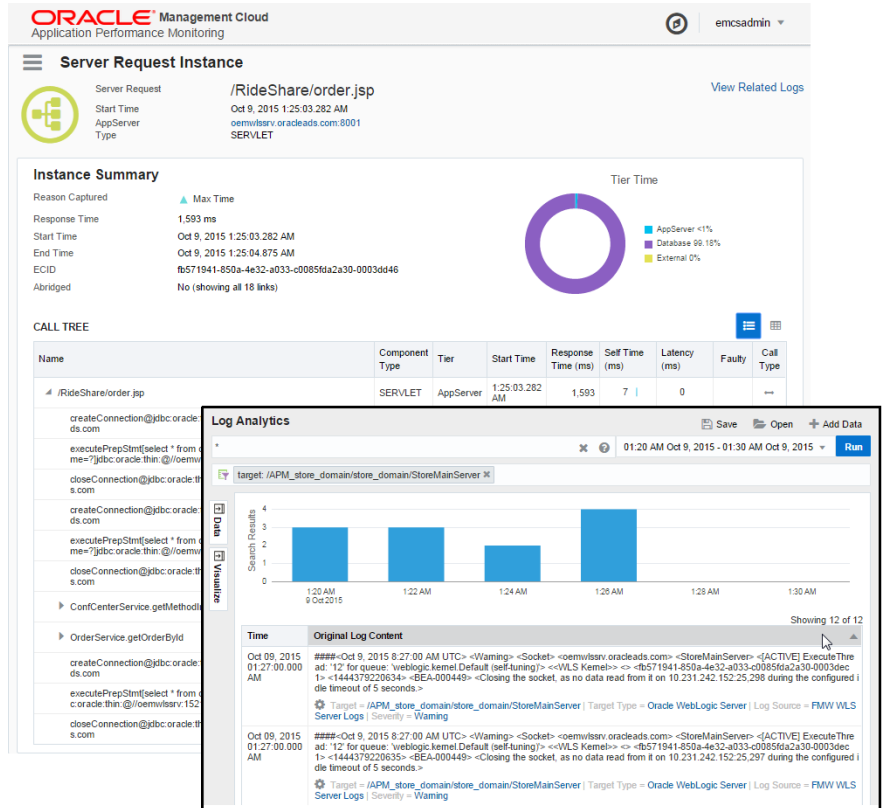 ORACLE Management Cloud
Application Performance Monitoring
emcsadmin
Server Request Instance
Server Request /RideShare/order.jsp
View Related Logs
Start Time Oct 9, 2015 1:25:03.282 AM
AppServer oemwlssrv.oracleads.com:8001
Type SERVLET
Instance Summary
Reason Captured Max Time
Response Time 1,593 ms
Start Time Oct 9, 2015 1:25:03.282 AM
End Time Oct 9, 2015 1:25:04.875 AM
ECID fb571941-850a-4e32-a033-c0085fda2a30-0003dd46
Abridged No (showing all 18 links)
Tier Time
AppServer <1%
Database 99.18%
External 0%
CALL TREE
Name Component Type Tier Start Time Response Time (ms) Self Time (ms) Latency (ms) Faulty Call Type
/RideShare/order.jsp SERVLET AppServer 1:25:03.282 AM 1,593 7 0
createConnection@jdbc:oracle:
ds.com
executePrepStmt[select * from
me=?]jdbc:oracle:thin:@//oemw
closeConnection@jdbc:oracle:th
s.com
createConnection@jdbc:oracle:
ds.com
executePrepStmt[select * from
me=?]jdbc:oracle:thin:@//oemw
closeConnection@jdbc:oracle:th
s.com
ConfCenterService.getMethodIn
OrderService.getOrderById
createConnection@jdbc:oracle:
ds.com
executePrepStmt[select * from
c:oracle:thin:@//oemwlssrv:152
closeConnection@jdbc:oracle:th
s.com
Log Analytics
Save Open Add Data
* 01:20 AM Oct 9, 2015 - 01:30 AM Oct 9, 2015 Run
target: /APM_store_domain/store_domain/StoreMainServer
Data
Visualize
Search Results
4
3
2
1
0
1:20 AM 1:22 AM 1:24 AM 1:26 AM 1:28 AM 1:30 AM
9 Oct 2015
Showing 12 of 12
Time Original Log Content
Oct 09, 2015 01:27:00.000 AM
####<Oct 9, 2015 8:27:00 AM UTC> <Warning> <Socket> <oemwlssrv.oracleads.com> <StoreMainServer> <[ACTIVE] ExecuteThre
ad: '12' for queue: 'weblogic.kernel.Default (self-tuning)'> <<WLS Kernel>> <> <fb571941-850a-4e32-a033-c0085fda2a30-0003dec
1> <1444379220634> <BEA-000449> <Closing the socket, as no data read from it on 10.231.242.152:25,298 during the configured i
dle timeout of 5 seconds.>
Target = /APM_store_domain/store_domain/StoreMainServer | Target Type = Oracle WebLogic Server | Log Source = FMW WLS
Server Logs | Severity = Warning
Oct 09, 2015 01:27:00.000 AM
####<Oct 9, 2015 8:27:00 AM UTC> <Warning> <Socket> <oemwlssrv.oracleads.com> <StoreMainServer> <[ACTIVE] ExecuteThre
ad: '12' for queue: 'weblogic.kernel.Default (self-tuning)'> <<WLS Kernel>> <> <fb571941-850a-4e32-a033-c0085fda2a30-0003dec
1> <1444379220635> <BEA-000449> <Closing the socket, as no data read from it on 10.231.242.152:25,297 during the configured i
dle timeout of 5 seconds.>
Target = /APM_store_domain/store_domain/StoreMainServer | Target Type = Oracle WebLogic Server | Log Source = FMW WLS
Server Logs | Severity = Warning